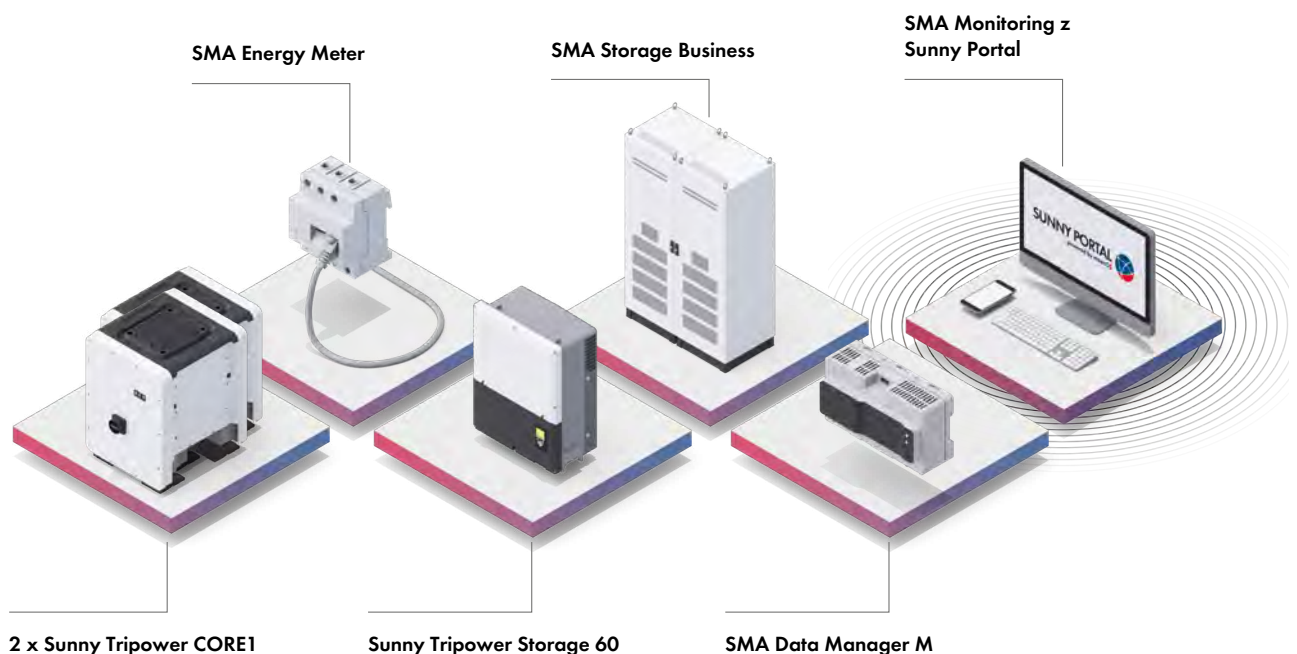 SMA Monitoring z
Sunny Portal
SMA Energy Meter
SMA Storage Business
SUNNY PORTAL
2 x Sunny Tripower CORE1
Sunny Tripower Storage 60
SMA Data Manager M